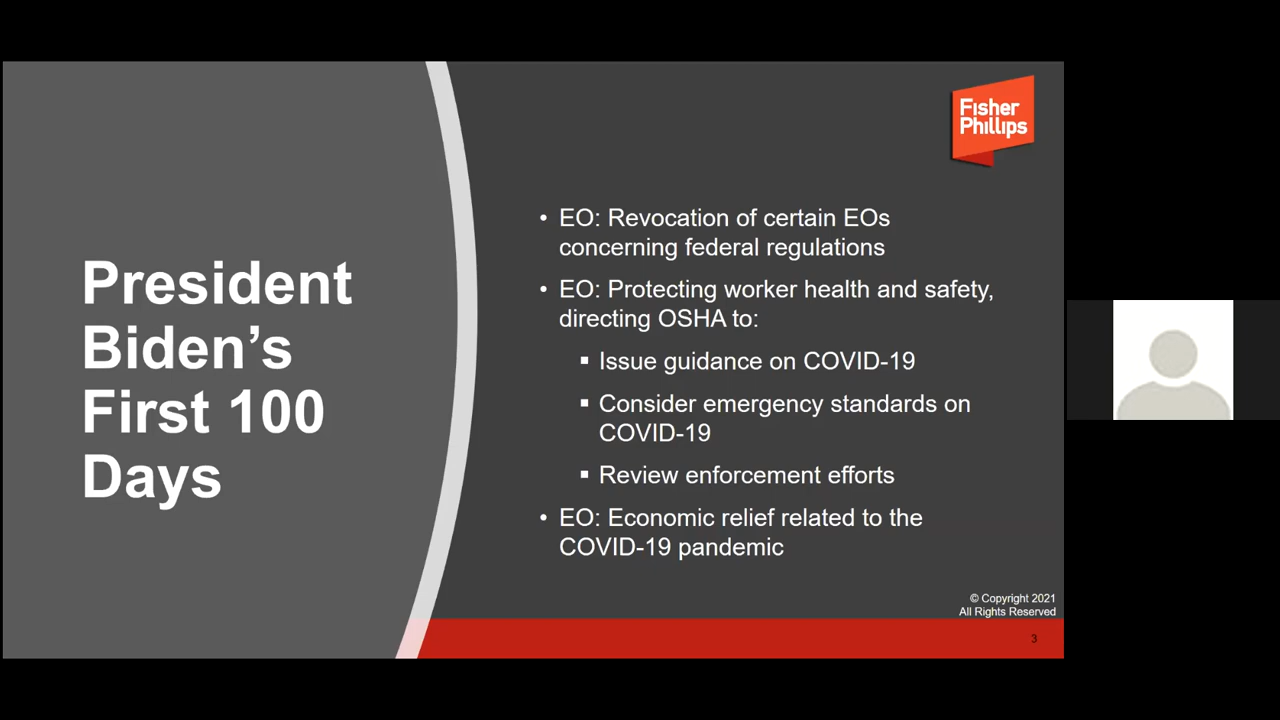 Fisher
Phillips
President
Biden’s
First 100
Days
• EO: Revocation of certain EOs
concerning federal regulations
• EO: Protecting worker health and safety,
directing OSHA to:
▪ Issue guidance on COVID-19
▪ Consider emergency standards on
COVID-19
▪ Review enforcement efforts
• EO: Economic relief related to the
COVID-19 pandemic
© Copyright 2021
All Rights Reserved
3